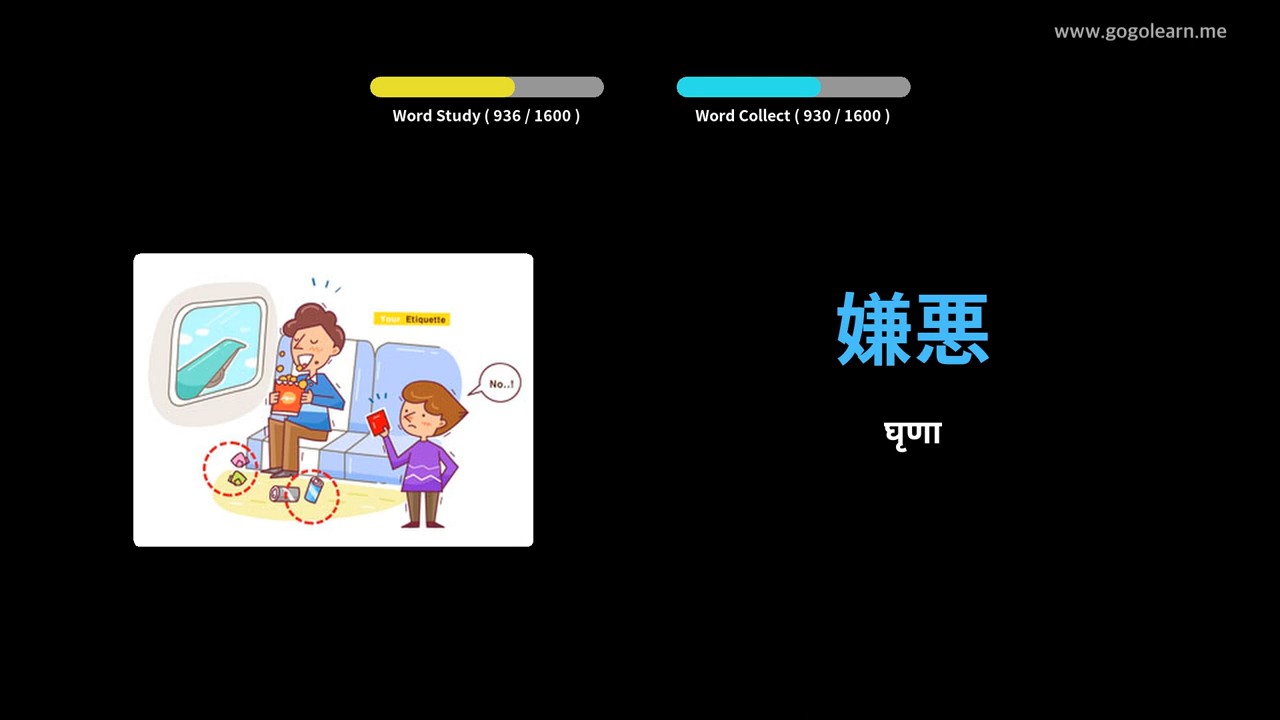 www.gogolearn.me
Word Study ( 936 / 1600 )
Word Collect ( 930 / 1600 )
Your Etiquette
No..!
嫌悪
घृणा